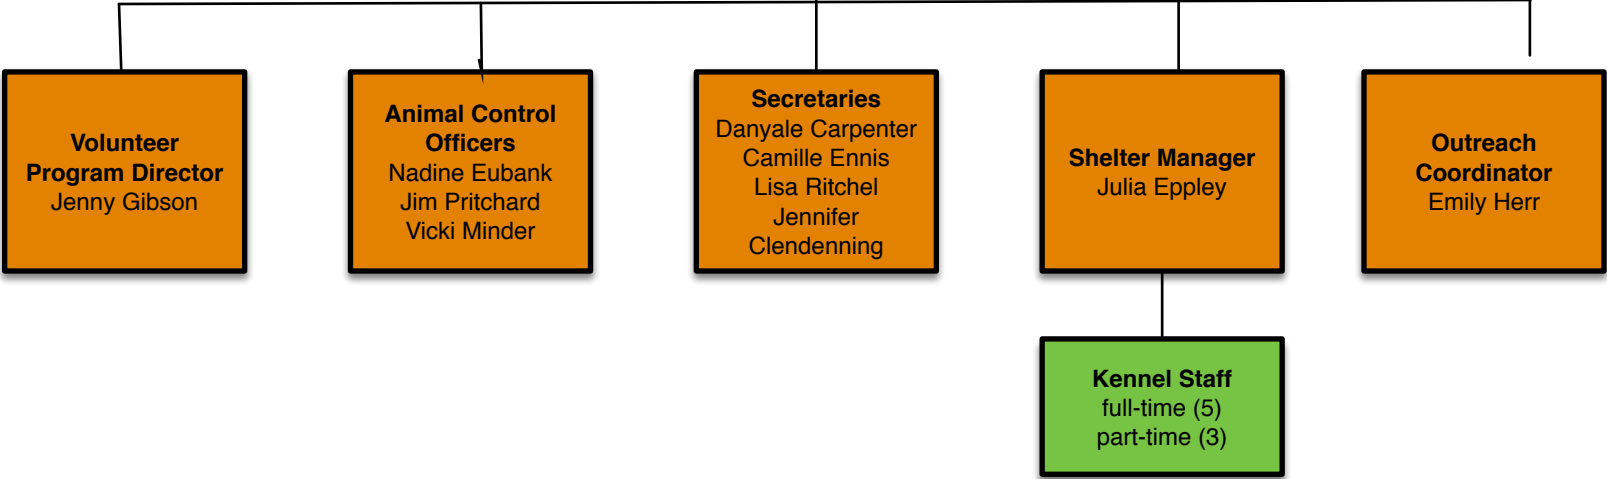 Volunteer
Program Director
Jenny Gibson
Animal Control
Officers
Nadine Eubank
Jim Pritchard
Vicki Minder
Secretaries
Danyale Carpenter
Camille Ennis
Lisa Ritchel
Jennifer
Clendenning
Shelter Manager
Julia Eppley
Outreach
Coordinator
Emily Herr
Kennel Staff
full-time (5)
part-time (3)